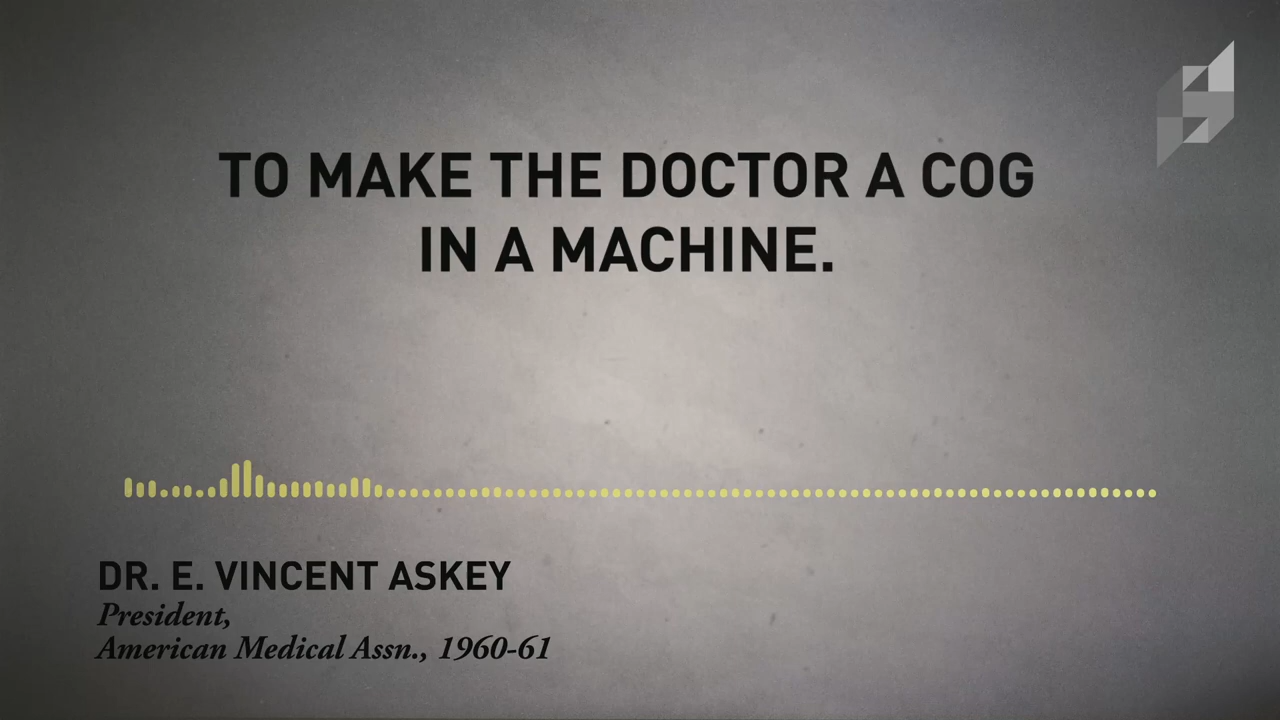 TO MAKE THE DOCTOR A COG
IN A MACHINE.
DR. E. VINCENT ASKEY
President,
American Medical Assn., 1960-61